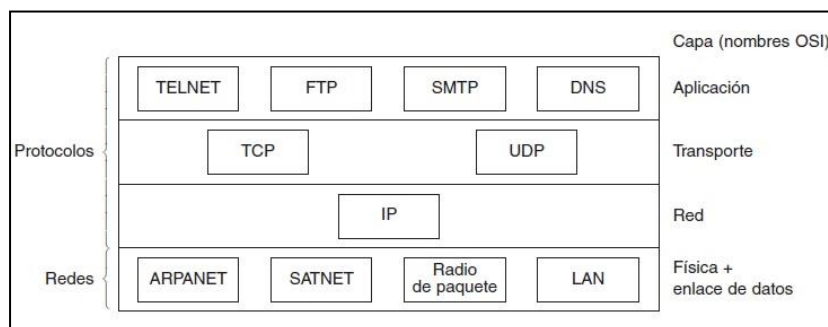 Capa (nombres OSI)
TELNET FTP SMTP DNS Aplicación
Protocolos TCP UDP Transporte
IP Red
Redes ARPANET SATNET Radio de paquete LAN Física +
enlace de datos